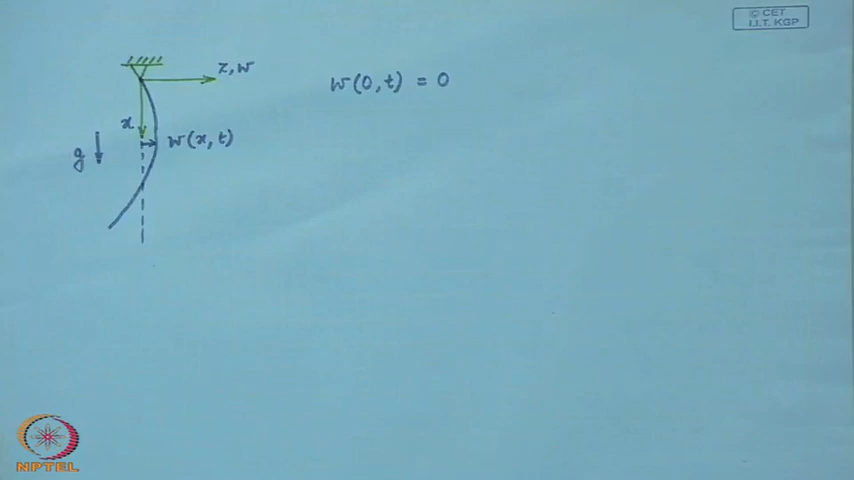 © CET
I.I.T. KGP
z, w
w(0, t) = 0
x
w(x, t)
g
NPTEL